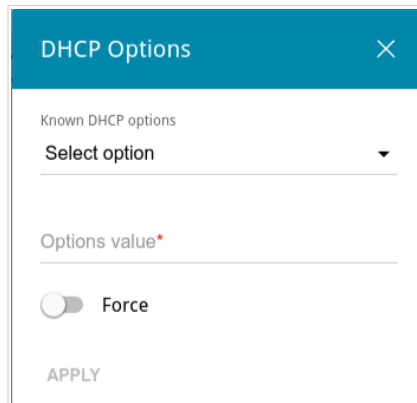 DHCP Options
Known DHCP options
Select option
Options value*
Force
APPLY